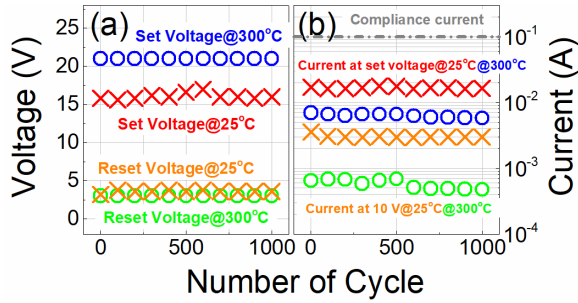 (a)
(b)
Voltage (V)
25
20
15
10
5
0
Set Voltage@300°C
Set Voltage@25°C
Reset Voltage@25°C
Reset Voltage@300°C
0 500 1000
Compliance current
Current at set voltage@25°C@300°C
Current at 10 V@25°C@300°C
0 500 1000
10⁻¹
10⁻²
10⁻³
10⁻⁴
Current (A)
Number of Cycle